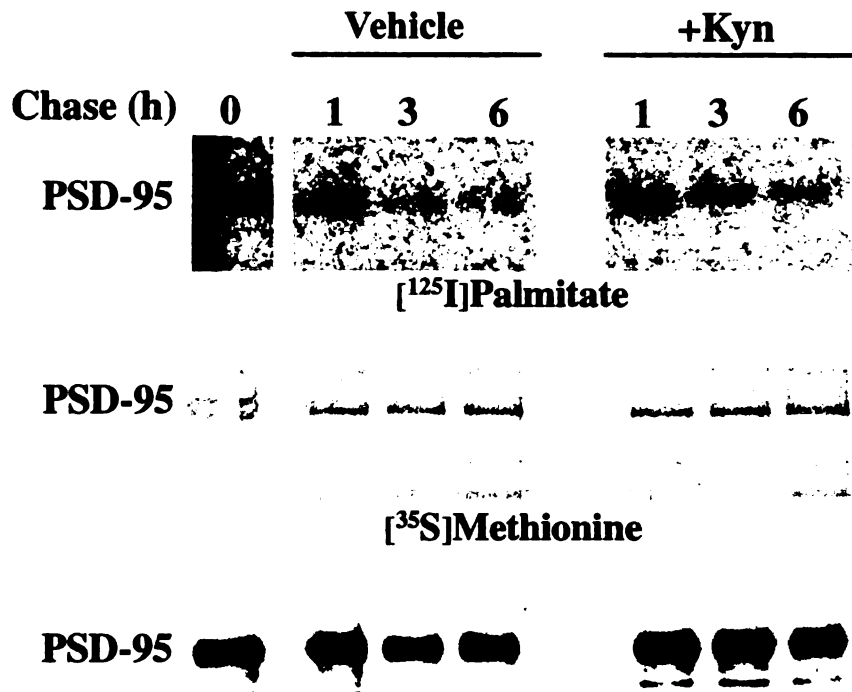 Vehicle +Kyn
Chase (h) 0 1 3 6 1 3 6
PSD-95
[¹²⁵I]Palmitate
PSD-95
[³⁵S]Methionine
PSD-95